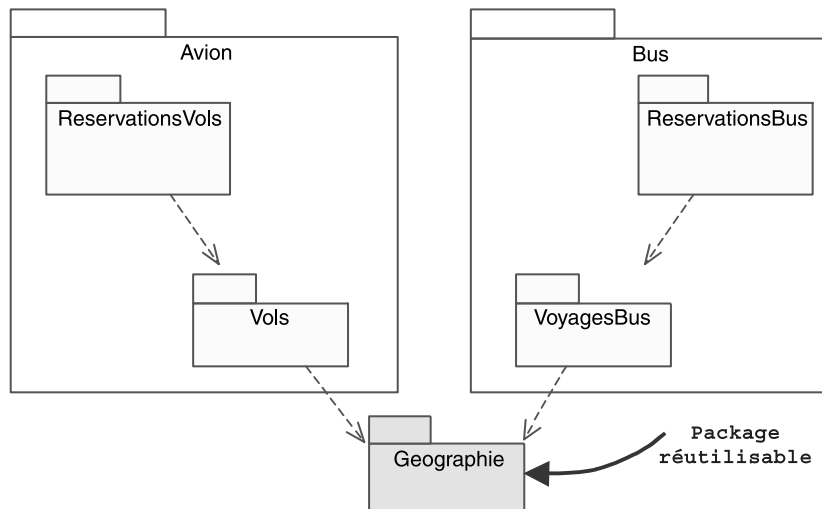 Avion
Bus
ReservationsVols
ReservationsBus
Vols
VoyagesBus
Geographie
Package
réutilisable